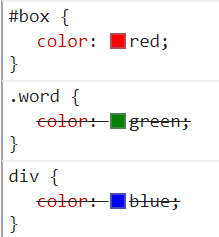 #box {
color: red;
}
.word {
color: green;
}
div {
color: blue;
}